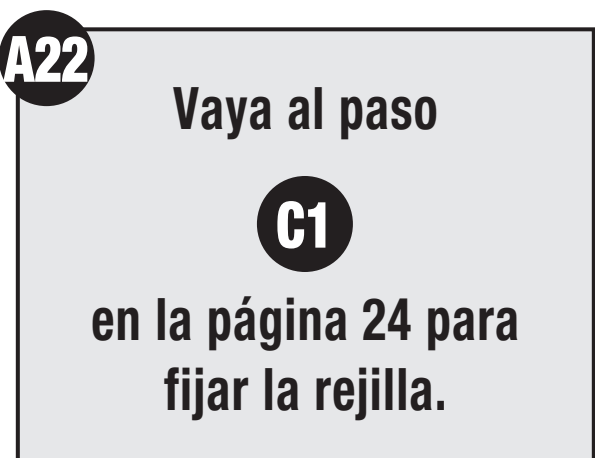 A22
Vaya al paso
C1
en la página 24 para
fijar la rejilla.